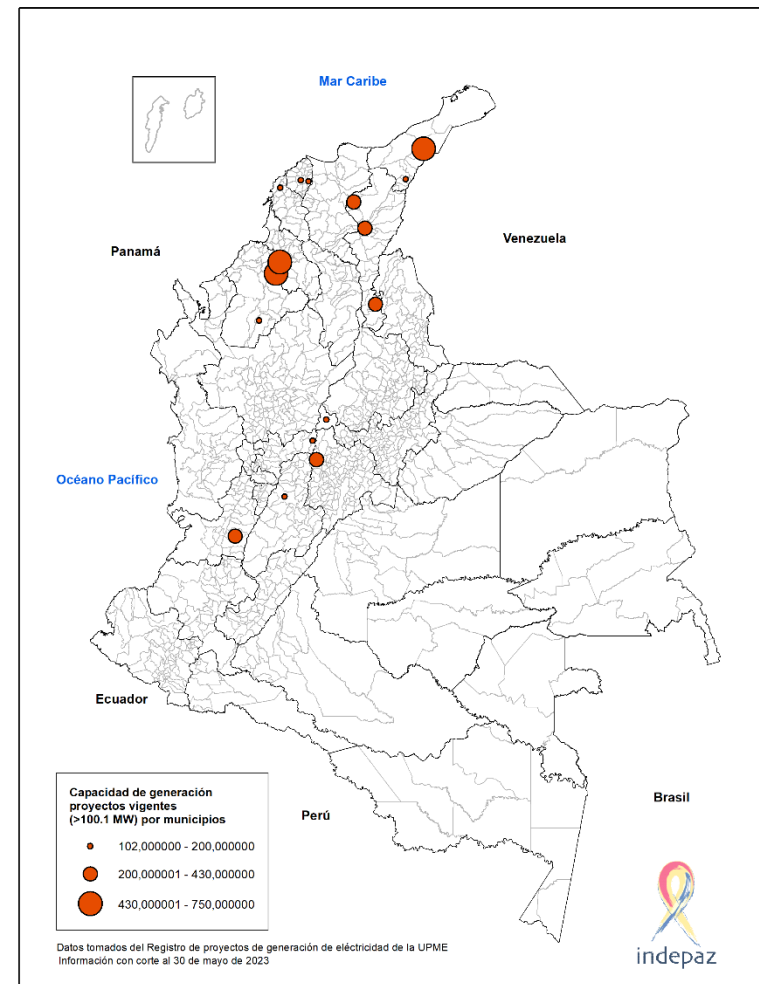 Mar Caribe
Panamá
Venezuela
Océano Pacífico
Ecuador
Perú
Brasil
Capacidad de generación
proyectos vigentes
(>100.1 MW) por municipios
102,000000 - 200,000000
200,000001 - 430,000000
430,000001 - 750,000000
Datos tomados del Registro de proyectos de generación de eléctricidad de la UPME
Información con corte al 30 de mayo de 2023
indepaz